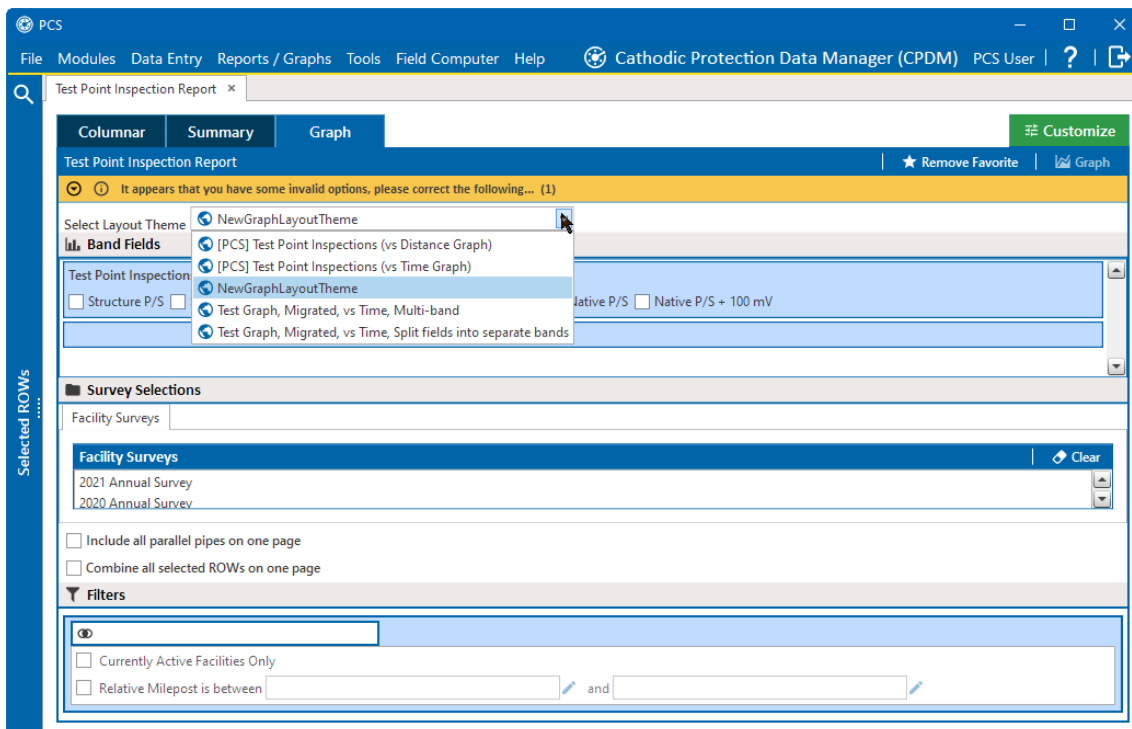 PCS
File Modules Data Entry Reports / Graphs Tools Field Computer Help Cathodic Protection Data Manager (CPDM) PCS User | ? |
Test Point Inspection Report ×
Columnar Summary Graph Customize
Test Point Inspection Report | Remove Favorite | Graph
It appears that you have some invalid options, please correct the following... (1)
Select Layout Theme NewGraphLayoutTheme
Band Fields
[PCS] Test Point Inspections (vs Distance Graph)
[PCS] Test Point Inspections (vs Time Graph)
NewGraphLayoutTheme
Test Graph, Migrated, vs Time, Multi-band
Test Graph, Migrated, vs Time, Split fields into separate bands
Test Point Inspection
Structure P/S Native P/S Native P/S + 100 mV
Selected ROWs
Survey Selections
Facility Surveys
Facility Surveys | Clear
2021 Annual Survey
2020 Annual Survey
Include all parallel pipes on one page
Combine all selected ROWs on one page
Filters
Currently Active Facilities Only
Relative Milepost is between and